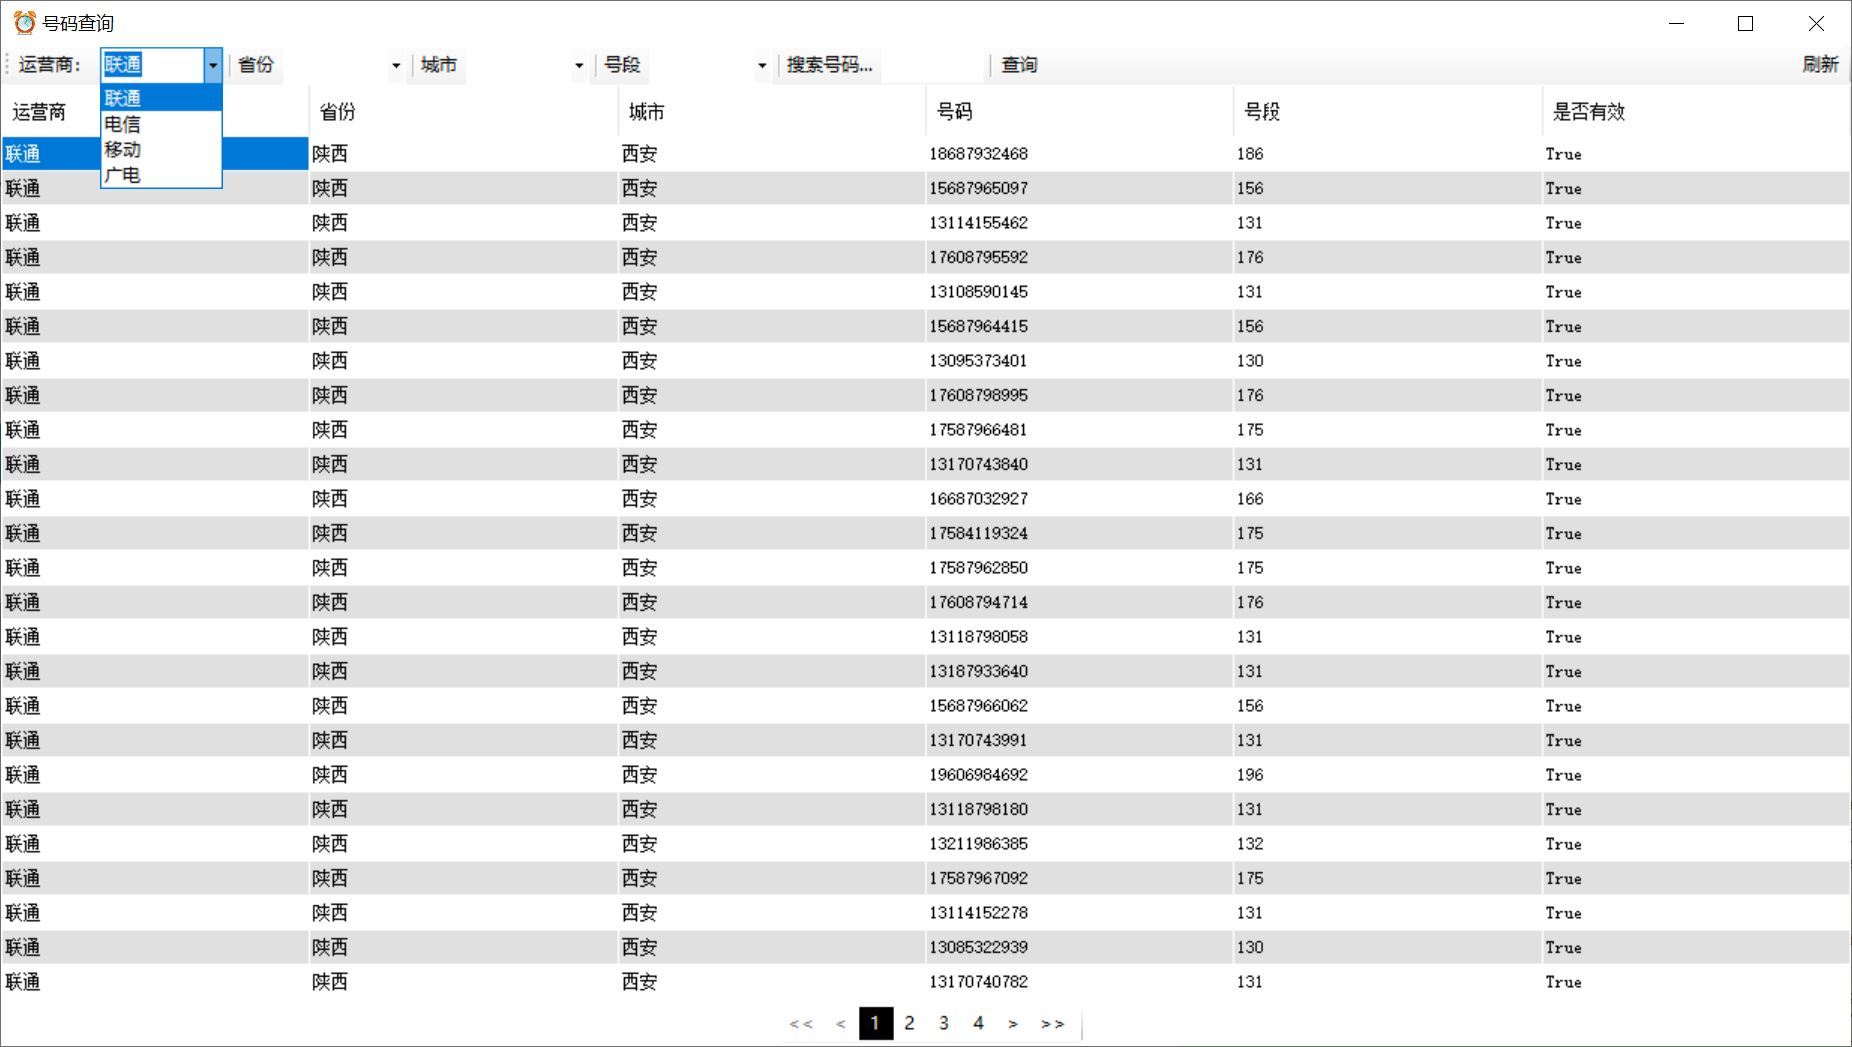 号码查询
运营商： 联通 省份 城市 号段 搜索号码... 查询 刷新
联通
电信
移动
广电
运营商 省份 城市 号码 号段 是否有效
联通 陕西 西安 18687932468 186 True
联通 陕西 西安 15687965097 156 True
联通 陕西 西安 13114155462 131 True
联通 陕西 西安 17608795592 176 True
联通 陕西 西安 13108590145 131 True
联通 陕西 西安 15687964415 156 True
联通 陕西 西安 13095373401 130 True
联通 陕西 西安 17608798995 176 True
联通 陕西 西安 17587966481 175 True
联通 陕西 西安 13170743840 131 True
联通 陕西 西安 16687032927 166 True
联通 陕西 西安 17584119324 175 True
联通 陕西 西安 17587962850 175 True
联通 陕西 西安 17608794714 176 True
联通 陕西 西安 13118798058 131 True
联通 陕西 西安 13187933640 131 True
联通 陕西 西安 15687966062 156 True
联通 陕西 西安 13170743991 131 True
联通 陕西 西安 19606984692 196 True
联通 陕西 西安 13118798180 131 True
联通 陕西 西安 13211986385 132 True
联通 陕西 西安 17587967092 175 True
联通 陕西 西安 13114152278 131 True
联通 陕西 西安 13085322939 130 True
联通 陕西 西安 13170740782 131 True
<< < 1 2 3 4 > >>